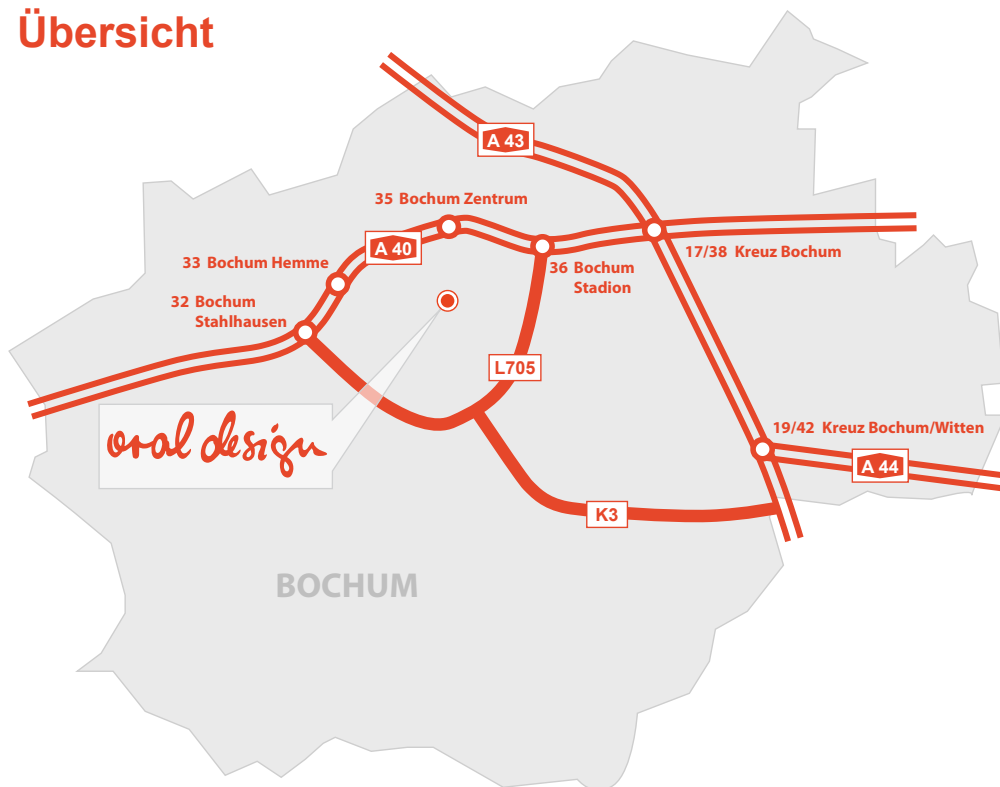 Übersicht
A 43
35 Bochum Zentrum
A 40
17/38 Kreuz Bochum
33 Bochum Hemme
36 Bochum
Stadion
32 Bochum
Stahlhausen
L705
oral design
19/42 Kreuz Bochum/Witten
A 44
K3
BOCHUM